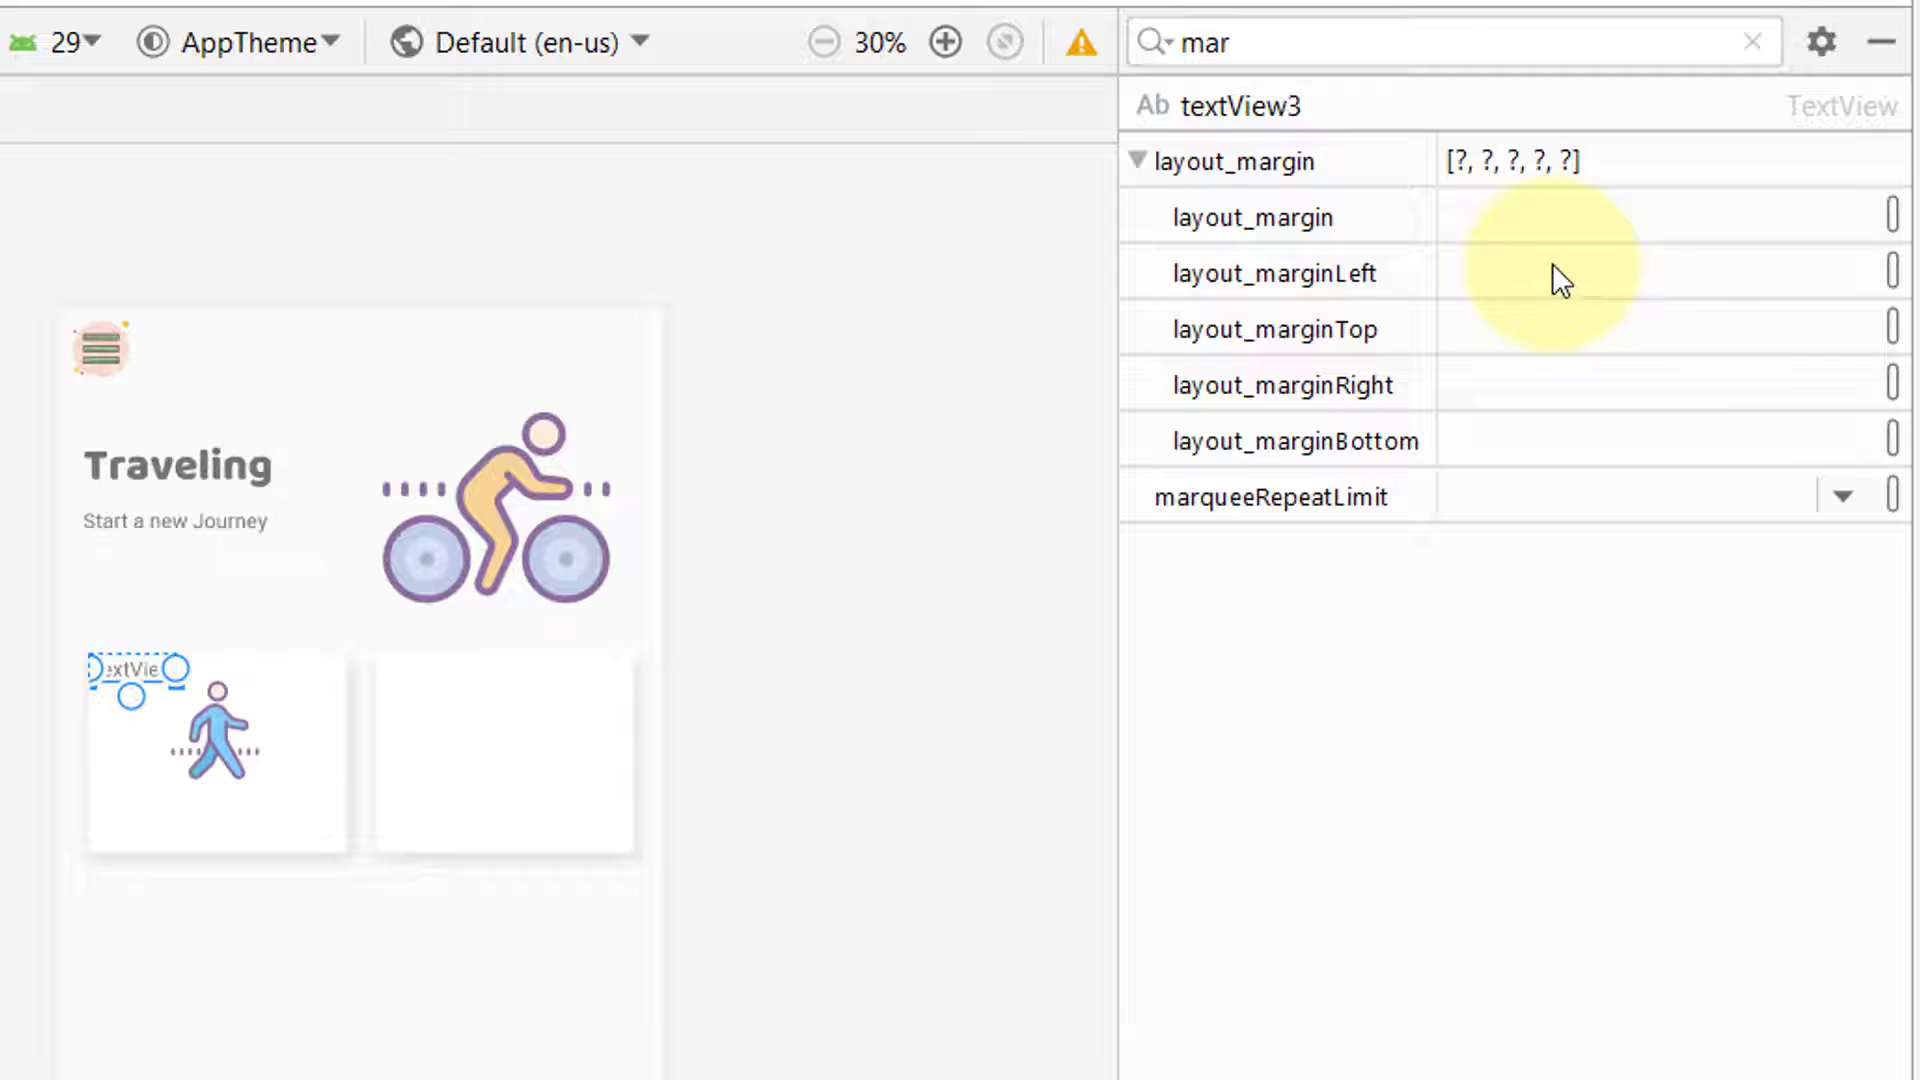 29 AppTheme Default (en-us) 30% mar
Ab textView3 TextView
layout_margin [?, ?, ?, ?, ?]
layout_margin
layout_marginLeft
layout_marginTop
layout_marginRight
layout_marginBottom
marqueeRepeatLimit
Traveling
Start a new Journey
extVie